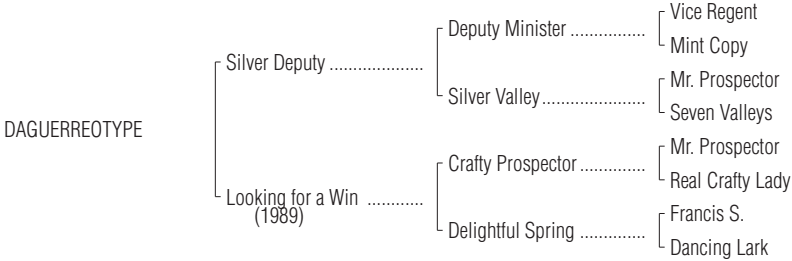 Vice Regent
Deputy Minister ................
Mint Copy
Silver Deputy ....................
Mr. Prospector
Silver Valley......................
Seven Valleys
DAGUERREOTYPE
Mr. Prospector
Crafty Prospector ..............
Real Crafty Lady
Looking for a Win ............
(1989)
Francis S.
Delightful Spring ..............
Dancing Lark